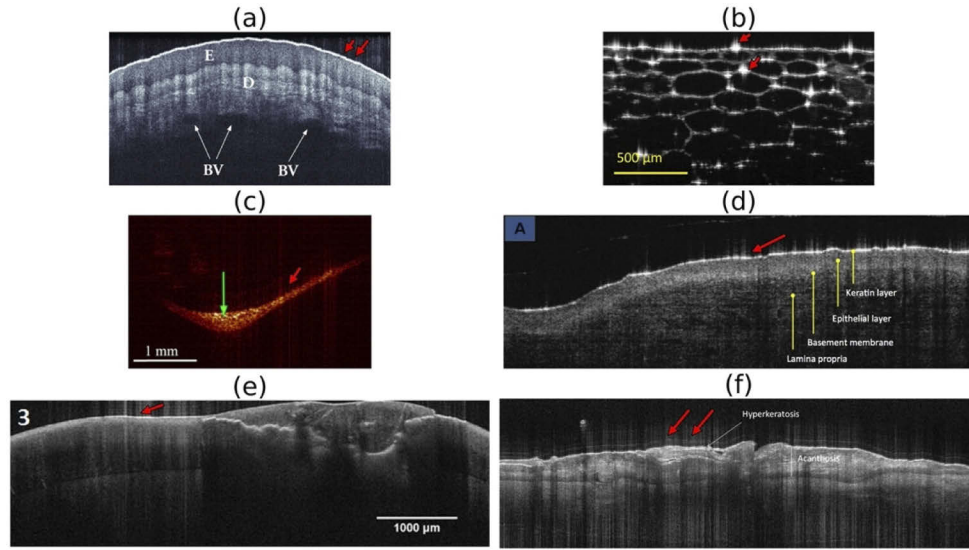 (a)
E
D
BV
BV
(b)
500 µm
(c)
1 mm
(d)
A
Keratin layer
Epithelial layer
Basement membrane
Lamina propria
(e)
3
1000 µm
(f)
Hyperkeratosis
Acanthosis